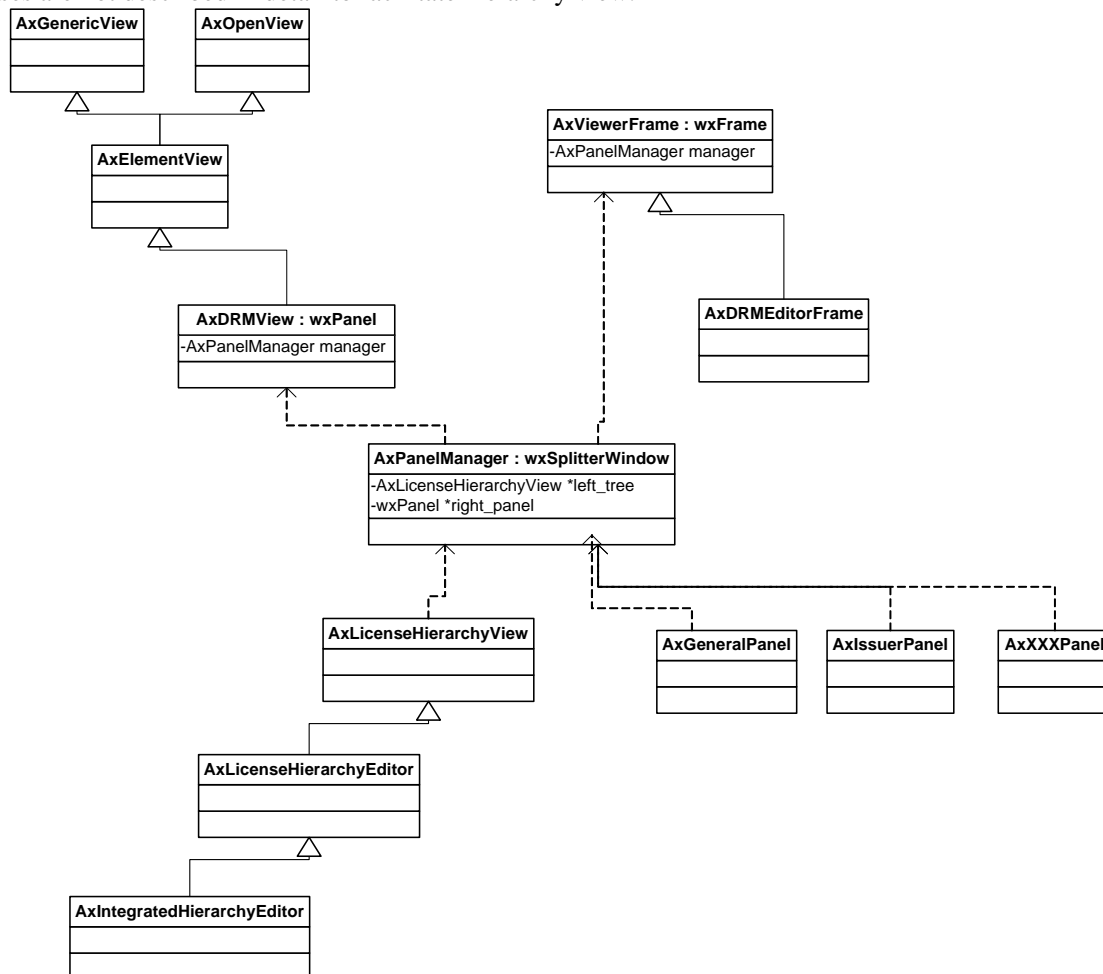 AxGenericView
AxOpenView
AxViewerFrame : wxFrame
-AxPanelManager manager
AxElementView
AxDRMView : wxPanel
-AxPanelManager manager
AxDRMEditorFrame
AxPanelManager : wxSplitterWindow
-AxLicenseHierarchyView *left_tree
-wxPanel *right_panel
AxLicenseHierarchyView
AxGeneralPanel
AxIssuerPanel
AxXXXPanel
AxLicenseHierarchyEditor
AxIntegratedHierarchyEditor